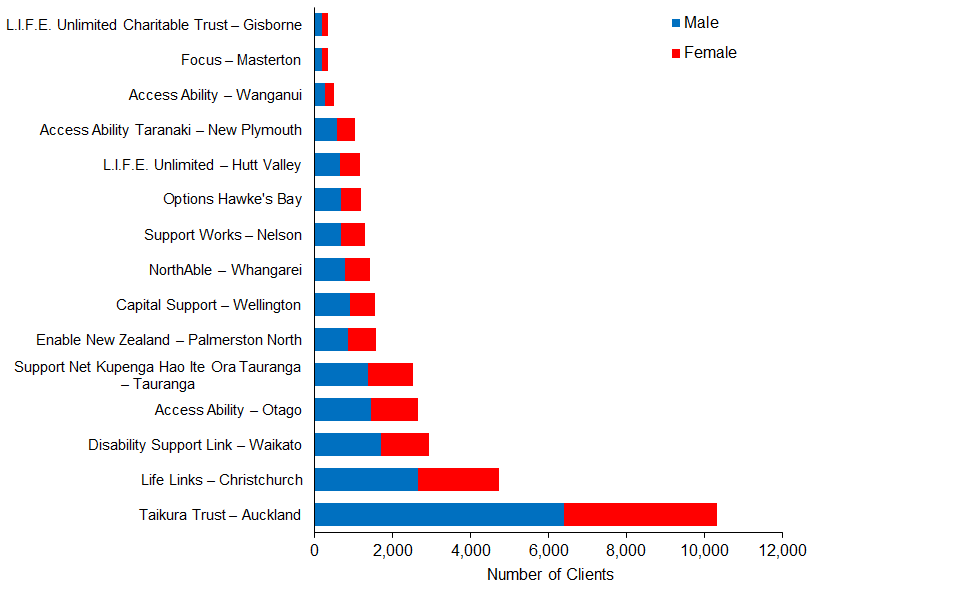 L.I.F.E. Unlimited Charitable Trust – Gisborne
Focus – Masterton
Access Ability – Wanganui
Access Ability Taranaki – New Plymouth
L.I.F.E. Unlimited – Hutt Valley
Options Hawke's Bay
Support Works – Nelson
NorthAble – Whangarei
Capital Support – Wellington
Enable New Zealand – Palmerston North
Support Net Kupenga Hao Ite Ora Tauranga
– Tauranga
Access Ability – Otago
Disability Support Link – Waikato
Life Links – Christchurch
Taikura Trust – Auckland
Male
Female
0 2,000 4,000 6,000 8,000 10,000 12,000
Number of Clients